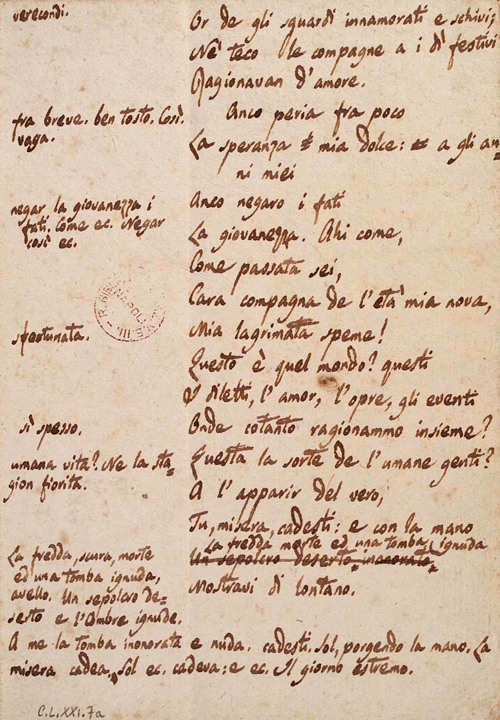 verecondi.
Or de gli sguardi innamorati e schivi;
Nè teco le compagne a i dì festivi
Ragionavan d'amore.
Anco peria fra poco
fra breve. ben tosto. Così.
vaga.
La speranza mia dolce: a gli an=
ni miei
negar la giovanezza i
fati. Come ec. Negar
così ec.
Anco negaro i fati
La giovanezza. Ahi come,
Come passata sei,
Cara compagna de l'età mia nova,
sfortunata.
Mia lagrimata speme!
Questo è quel mondo? questi
I diletti, l'amor, l'opre, gli eventi
sì spesso.
Onde cotanto ragionammo insieme?
umana vita? Ne la sta=
gion fiorita.
Questa la sorte de l'umane genti?
A l'apparir del vero,
Tu, misera, cadesti: e con la mano
La fredda morte ed una tomba ignuda
Un sepolcro deserto, inonorato,
Mostravi di lontano.
La fredda, scura, morte
ed una tomba ignuda,
avello. Un sepolcro de=
serto e l'Ombre ignude.
A me la tomba inonorata e nuda. cadesti. Sol, porgendo la mano. La
misera cadea. Sol ec. cadeva: e ec. Il giorno estremo.
C.L.XXI.7a